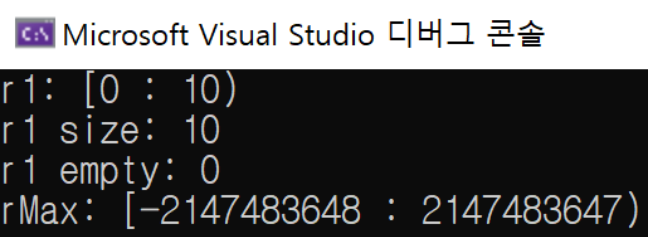 C:\ Microsoft Visual Studio 디버그 콘솔
r1: [0 : 10)
r1 size: 10
r1 empty: 0
rMax: [-2147483648 : 2147483647)